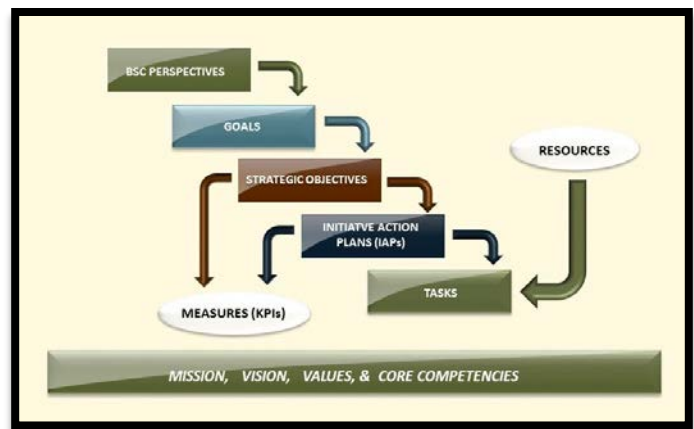 BSC PERSPECTIVES
GOALS
RESOURCES
STRATEGIC OBJECTIVES
INITIATVE ACTION
PLANS (IAPs)
TASKS
MEASURES (KPIs)
MISSION, VISION, VALUES, & CORE COMPETENCIES